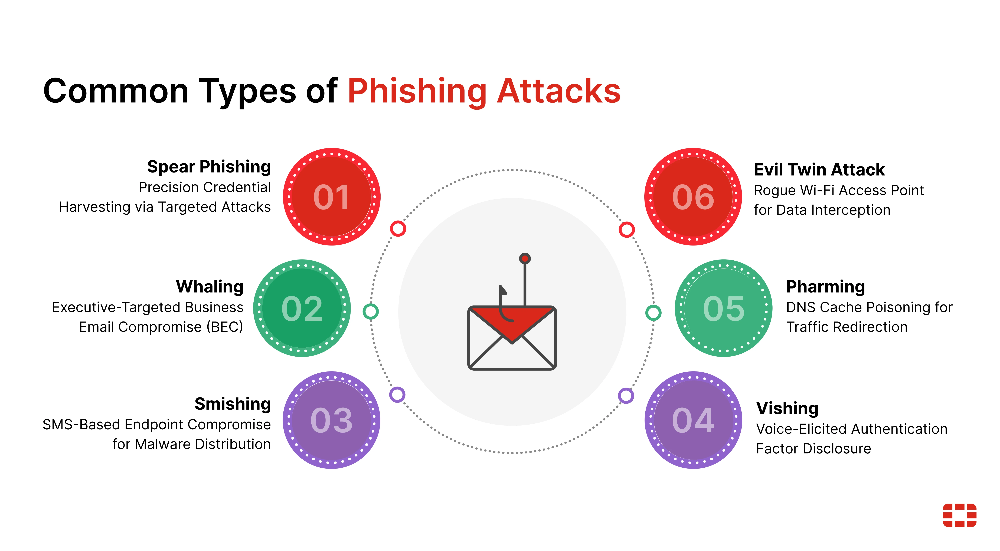 Common Types of Phishing Attacks
01
Spear Phishing
Precision Credential
Harvesting via Targeted Attacks
02
Whaling
Executive-Targeted Business
Email Compromise (BEC)
03
Smishing
SMS-Based Endpoint Compromise
for Malware Distribution
04
Vishing
Voice-Elicited Authentication
Factor Disclosure
05
Pharming
DNS Cache Poisoning for
Traffic Redirection
06
Evil Twin Attack
Rogue Wi-Fi Access Point
for Data Interception